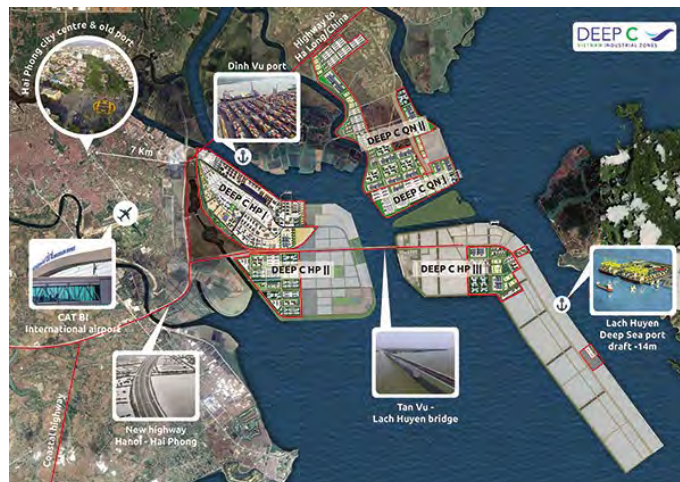 DEEP C
VIETNAM INDUSTRIAL ZONES
Hai Phong city centre & old port
Highway to
Ha Long/China
Dinh Vu port
7 Km
DEEP C QN II
DEEP C QN I
DEEP C HP I
DEEP C HP II
DEEP C HP III
CAT BI
International airport
Lach Huyen
Deep Sea port
draft -14m
New highway
Hanoi - Hai Phong
Tan Vu -
Lach Huyen bridge
Coastal highway